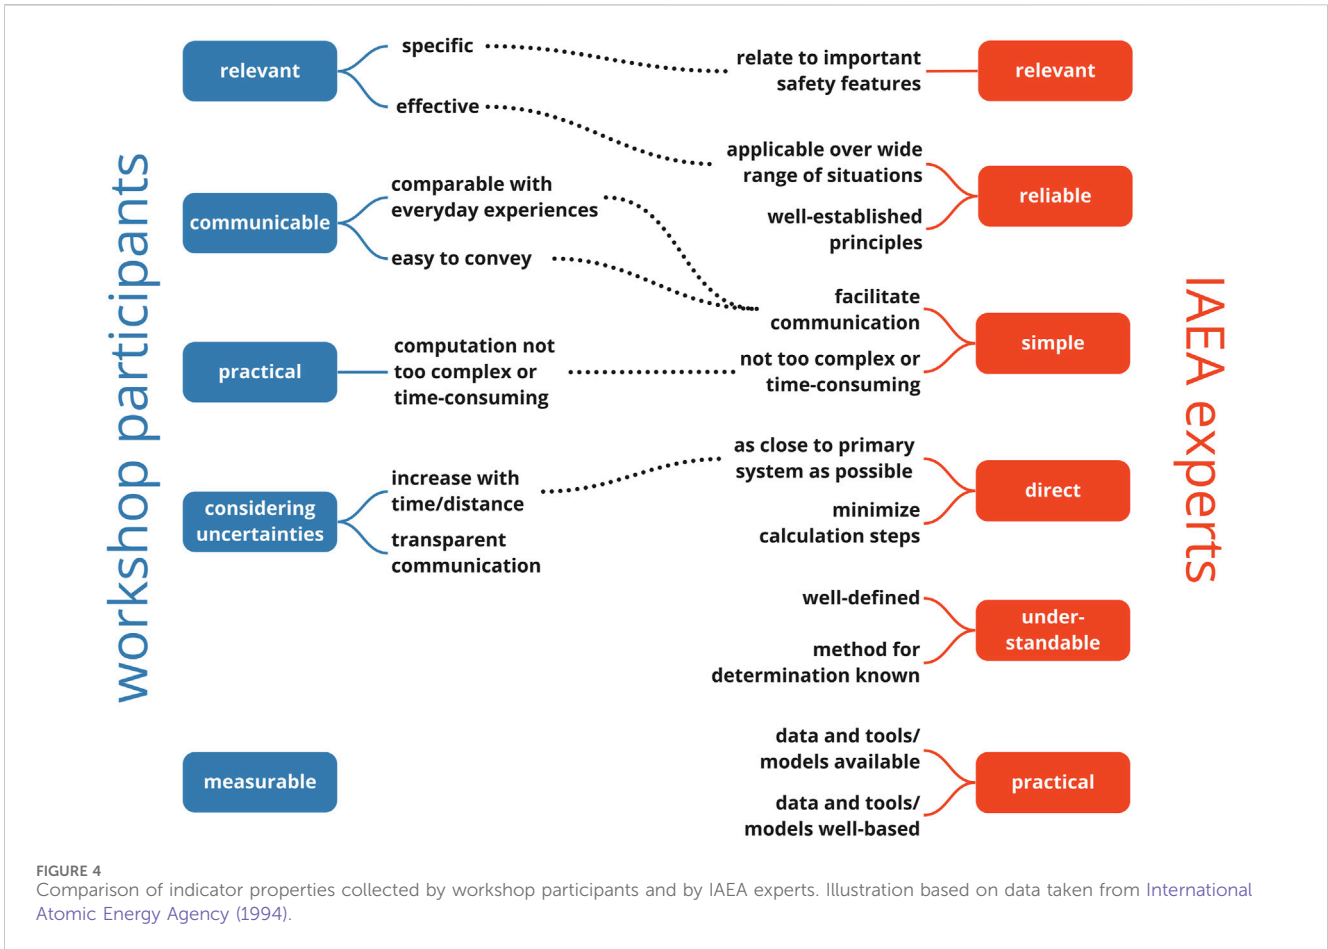 workshop participants
relevant
specific
effective
communicable
comparable with
everyday experiences
easy to convey
practical
computation not
too complex or
time-consuming
considering
uncertainties
increase with
time/distance
transparent
communication
measurable
relate to important
safety features
relevant
applicable over wide
range of situations
well-established
principles
reliable
facilitate
communication
not too complex or
time-consuming
simple
as close to primary
system as possible
minimize
calculation steps
direct
well-defined
method for
determination known
under-
standable
data and tools/
models available
data and tools/
models well-based
practical
IAEA experts
FIGURE 4
Comparison of indicator properties collected by workshop participants and by IAEA experts. Illustration based on data taken from International
Atomic Energy Agency (1994).